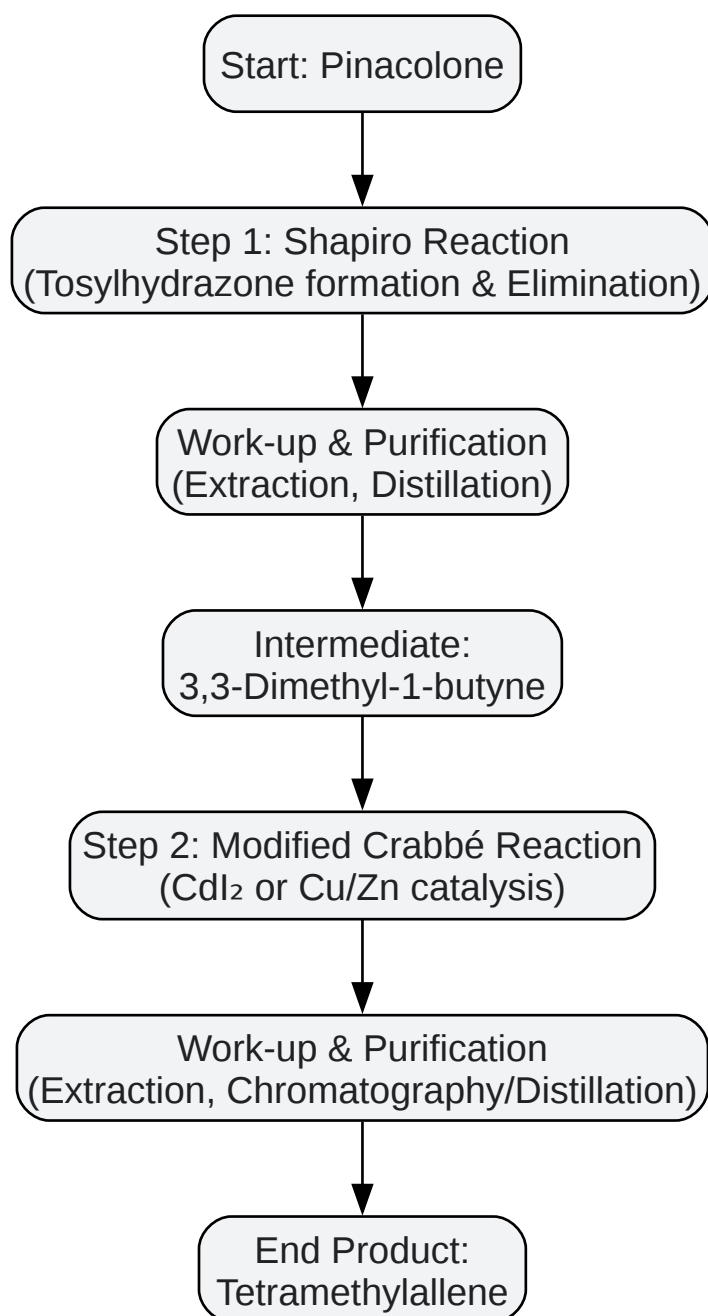 Start: Pinacolone
Step 1: Shapiro Reaction
(Tosylhydrazone formation & Elimination)
Work-up & Purification
(Extraction, Distillation)
Intermediate:
3,3-Dimethyl-1-butyne
Step 2: Modified Crabbé Reaction
(CdI₂ or Cu/Zn catalysis)
Work-up & Purification
(Extraction, Chromatography/Distillation)
End Product:
Tetramethylallene